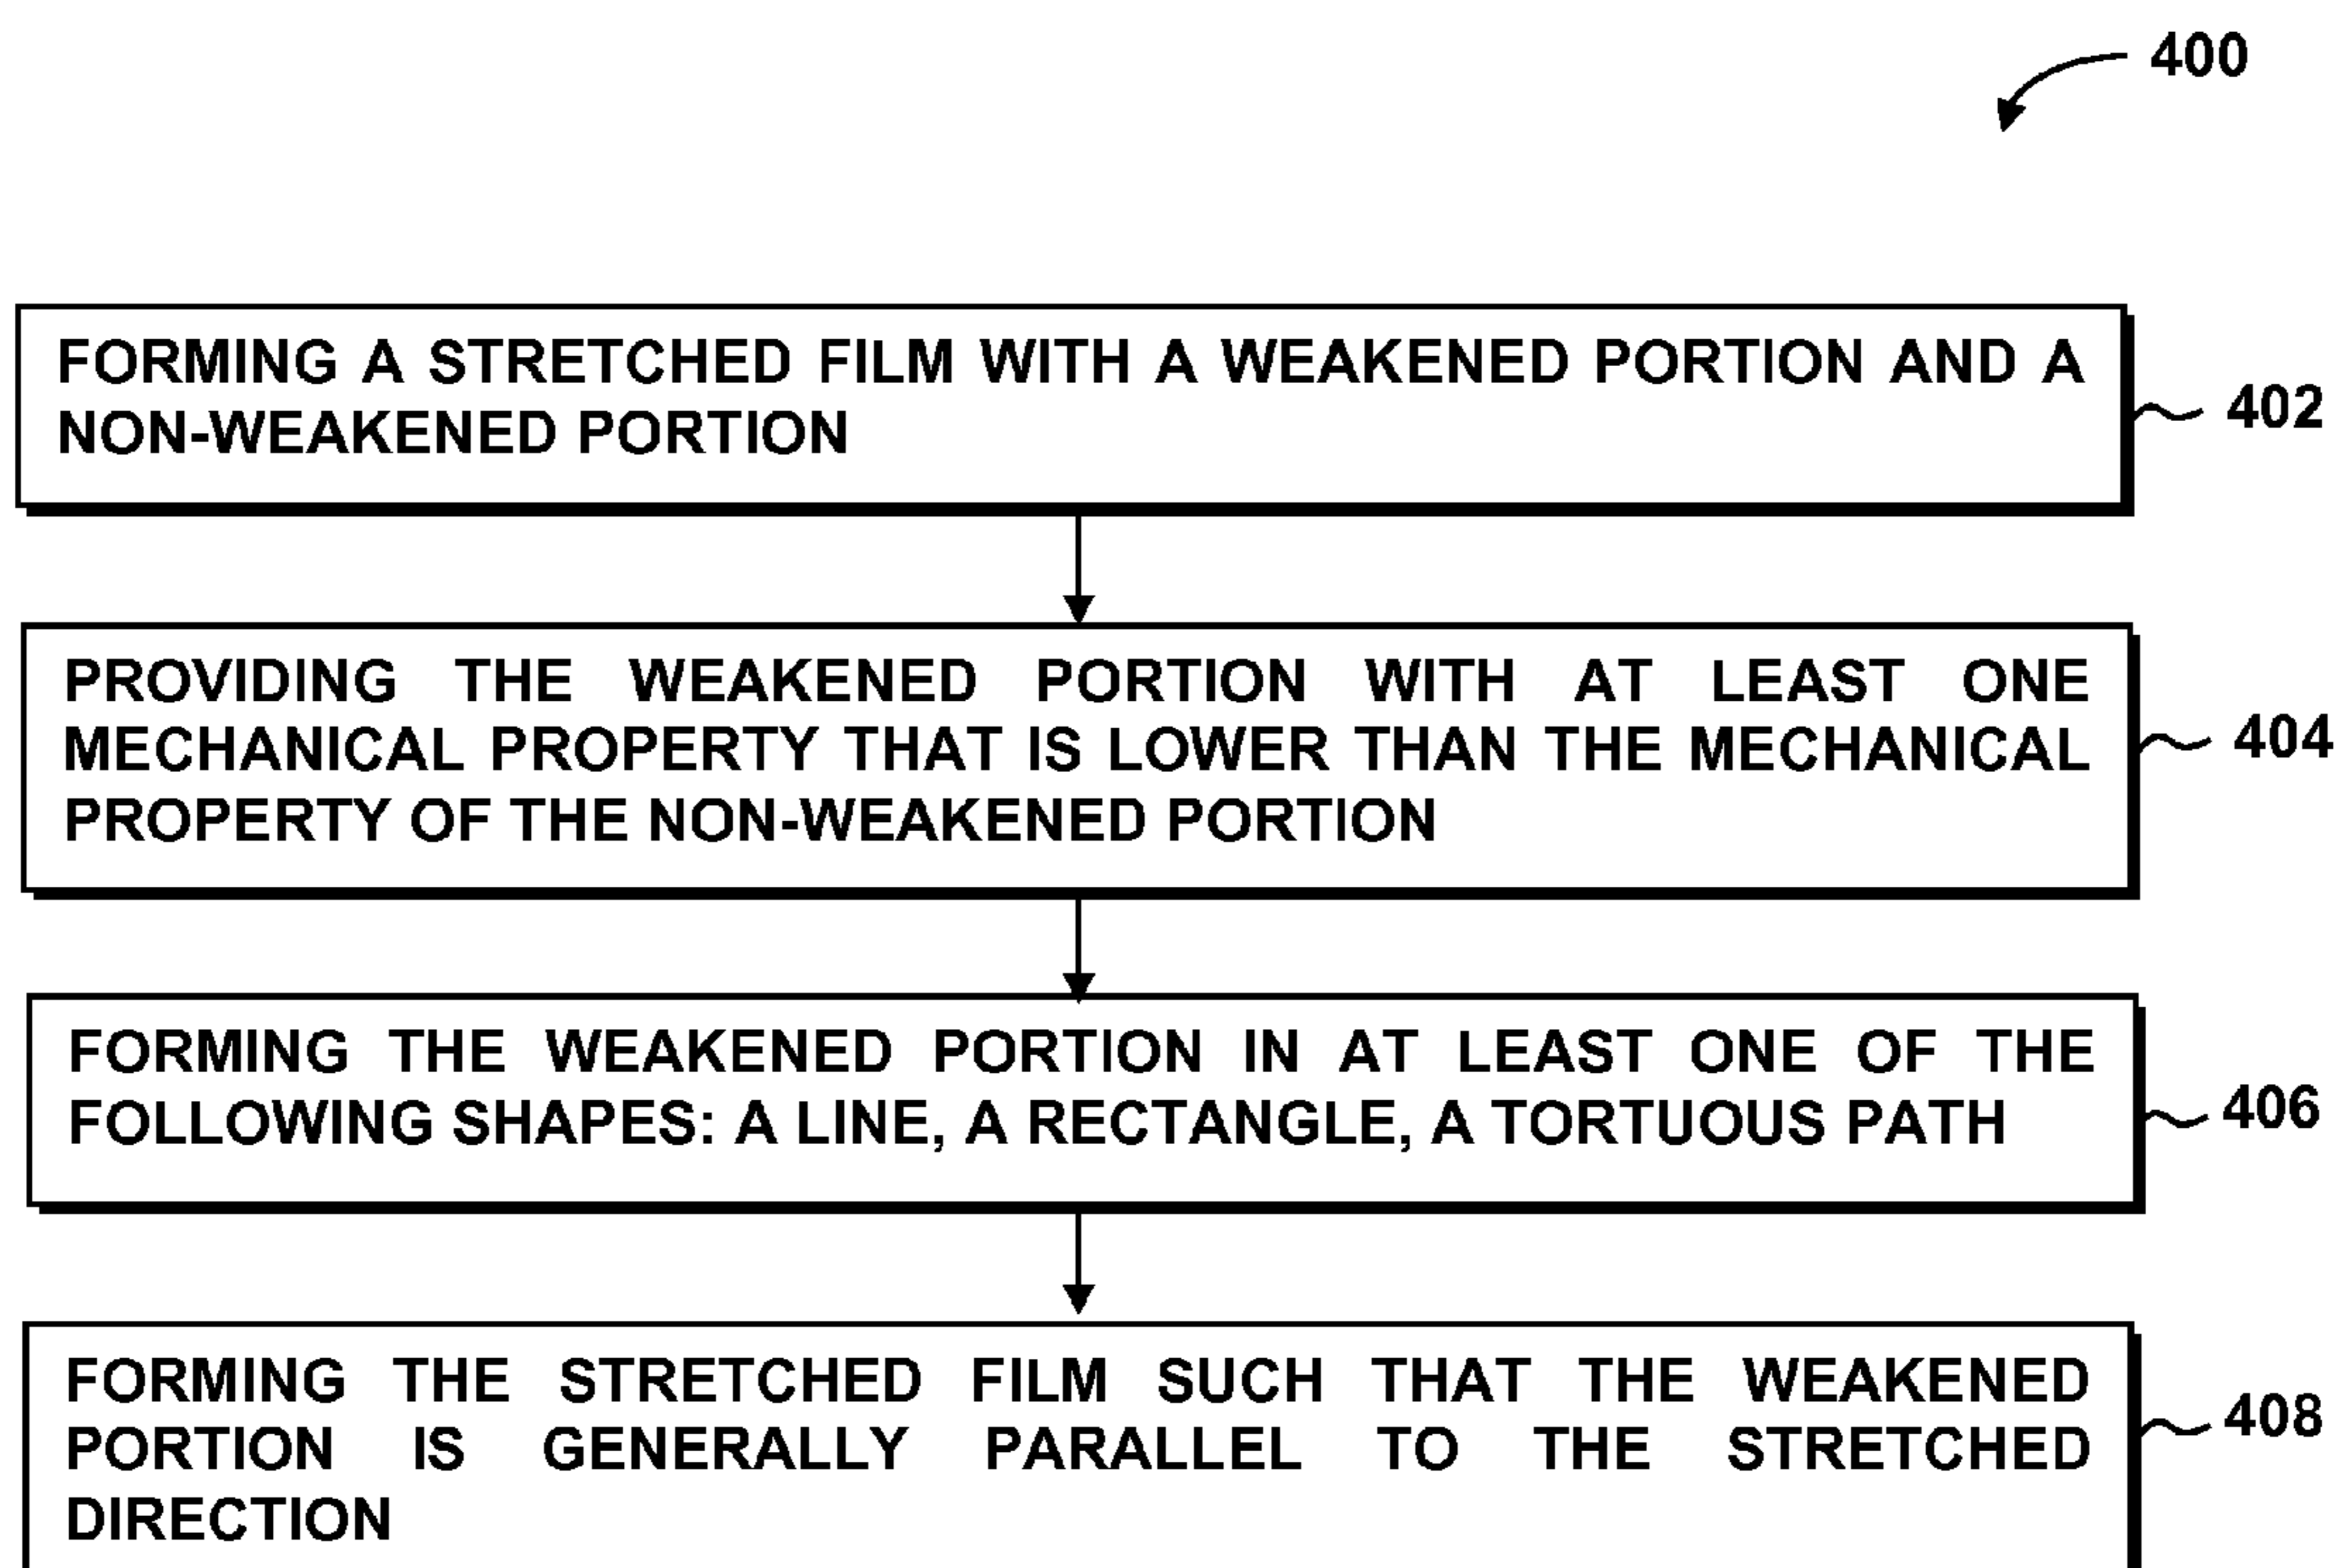 400
FORMING A STRETCHED FILM WITH A WEAKENED PORTION AND A
NON-WEAKENED PORTION
402
PROVIDING THE WEAKENED PORTION WITH AT LEAST ONE
MECHANICAL PROPERTY THAT IS LOWER THAN THE MECHANICAL
PROPERTY OF THE NON-WEAKENED PORTION
404
FORMING THE WEAKENED PORTION IN AT LEAST ONE OF THE
FOLLOWING SHAPES: A LINE, A RECTANGLE, A TORTUOUS PATH
406
FORMING THE STRETCHED FILM SUCH THAT THE WEAKENED
PORTION IS GENERALLY PARALLEL TO THE STRETCHED
DIRECTION
408